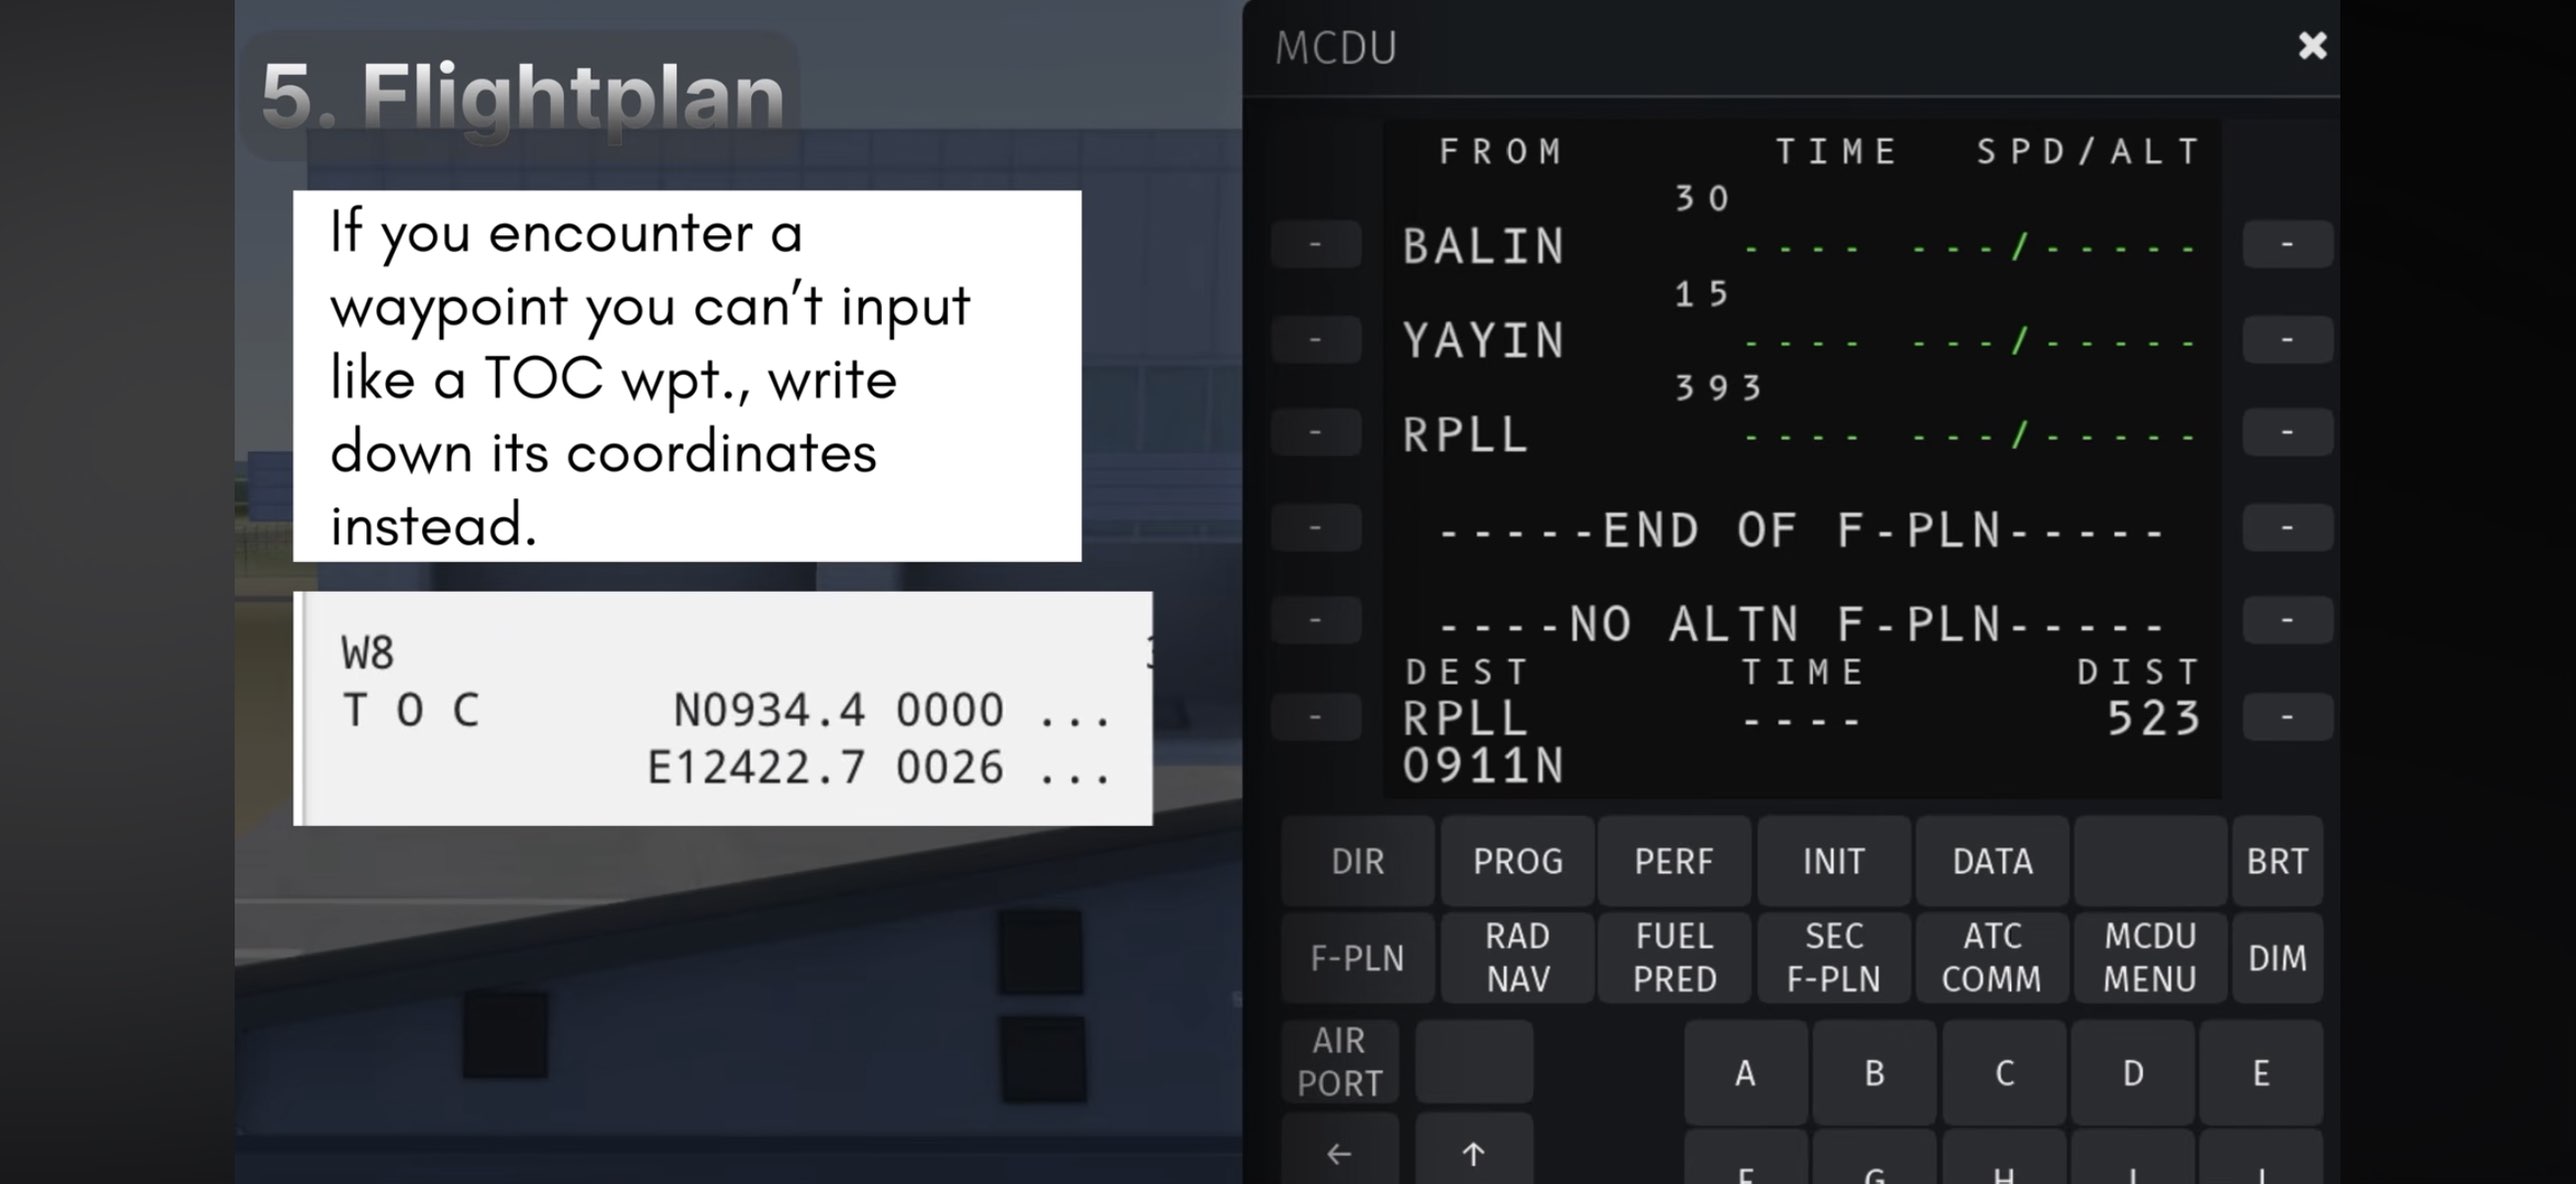 5. Flightplan
If you encounter a
waypoint you can't input
like a TOC wpt., write
down its coordinates
instead.
W8
T O C N0934.4 0000 ...
E12422.7 0026 ...
MCDU ✖
FROM TIME SPD/ALT
30
- BALIN ---- ---/----- -
15
- YAYIN ---- ---/----- -
393
- RPLL ---- ---/----- -
- -----END OF F-PLN----- -
- ----NO ALTN F-PLN----- -
DEST TIME DIST
- RPLL ---- 523 -
0911N
DIR PROG PERF INIT DATA BRT
F-PLN RAD NAV FUEL PRED SEC F-PLN ATC COMM MCDU MENU DIM
AIR PORT A B C D E
← ↑ F G H